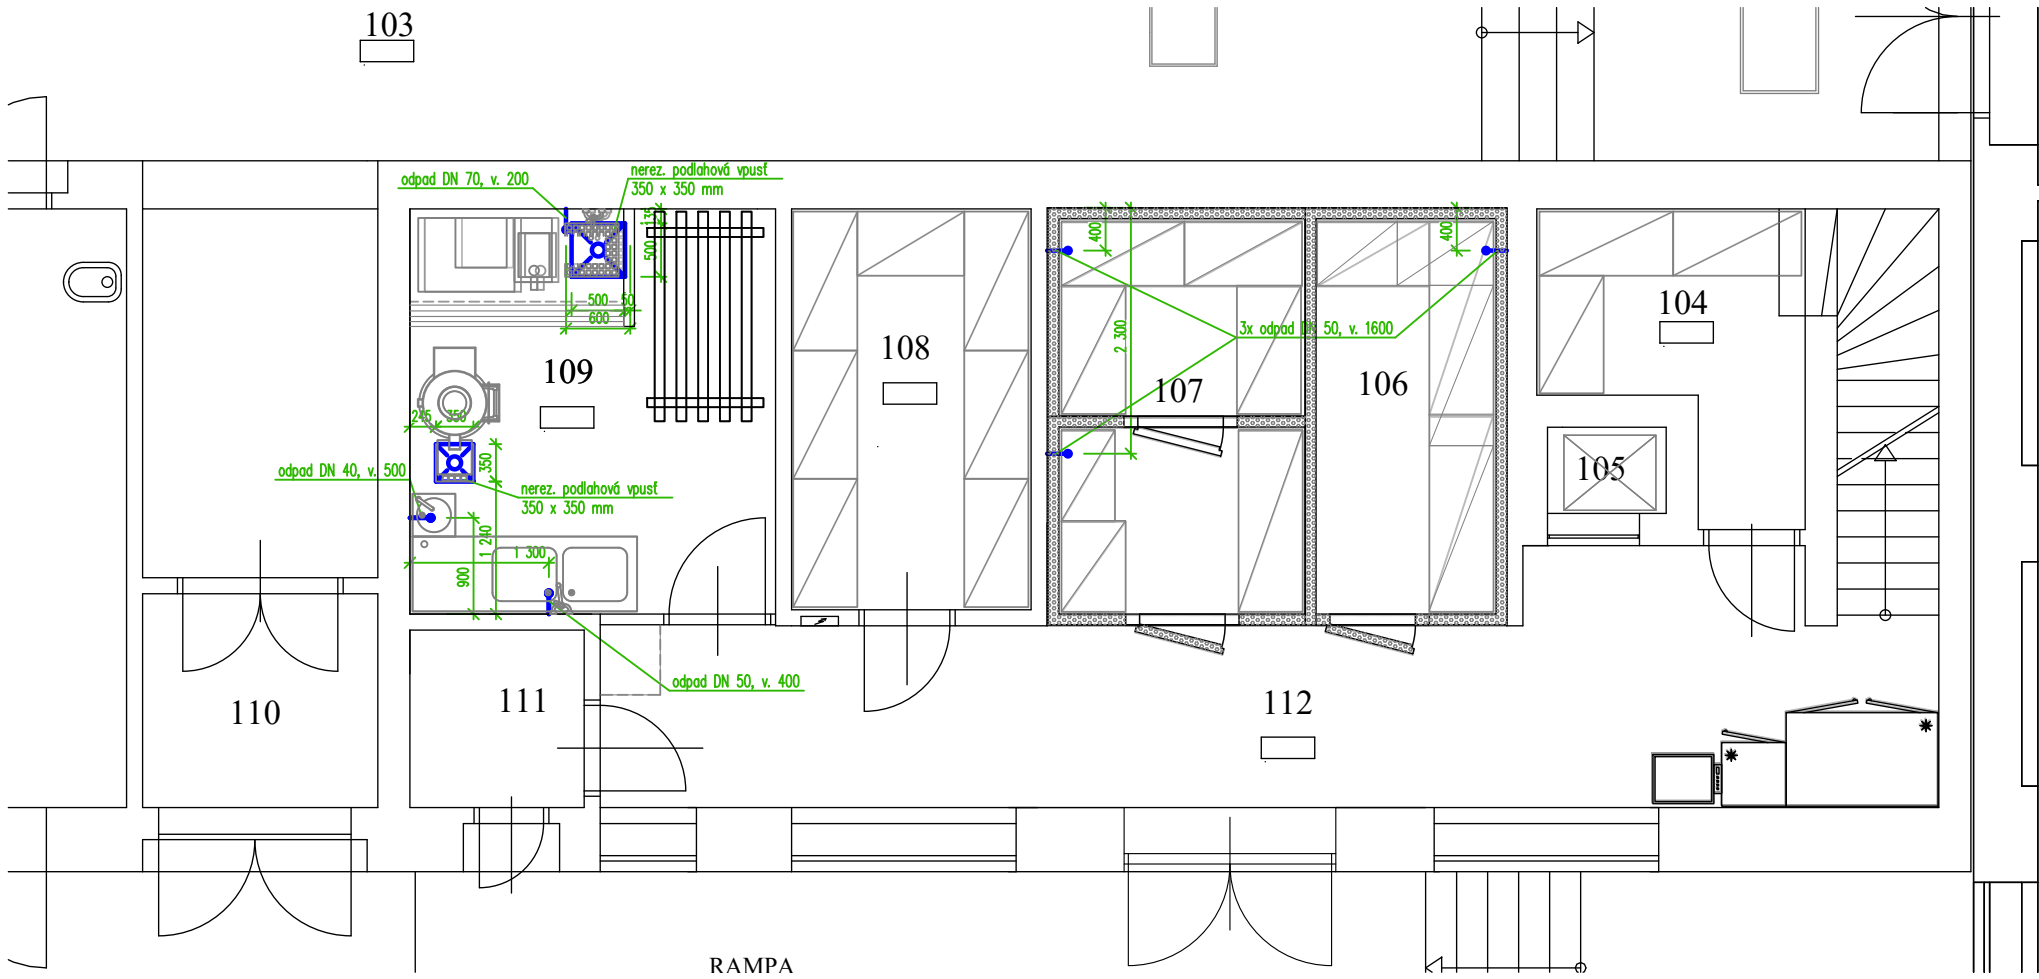 103
odpad DN 70, v. 200
nerez. podlahová vpusť
350 x 350 mm
135
500
400
400
500
50
600
2 300
3x odpad DN 50, v. 1600
104
108
109
107
106
245
350
105
odpad DN 40, v. 500
350
nerez. podlahová vpusť
350 x 350 mm
1 240
1 300
900
odpad DN 50, v. 400
110
111
112
RAMPA